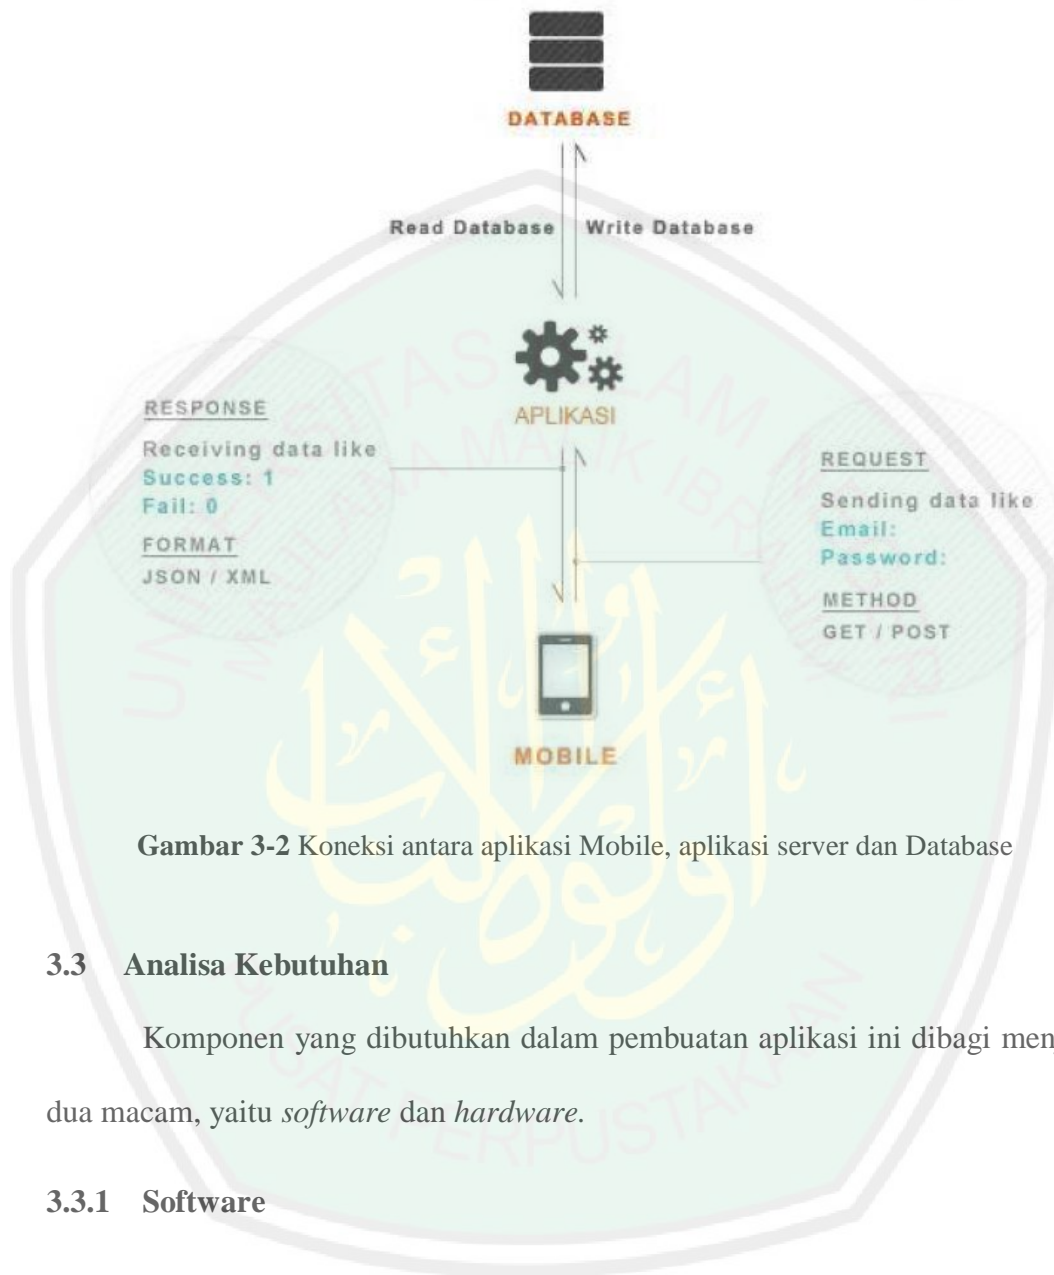 DATABASE
Read Database
Write Database
APLIKASI
RESPONSE
Receiving data like
Success: 1
Fail: 0
FORMAT
JSON / XML
REQUEST
Sending data like
Email:
Password:
METHOD
GET / POST
MOBILE
Gambar 3-2 Koneksi antara aplikasi Mobile, aplikasi server dan Database
3.3 Analisa Kebutuhan
Komponen yang dibutuhkan dalam pembuatan aplikasi ini dibagi men
dua macam, yaitu software dan hardware.
3.3.1 Software
PUSAT PERPUSTAKAAN